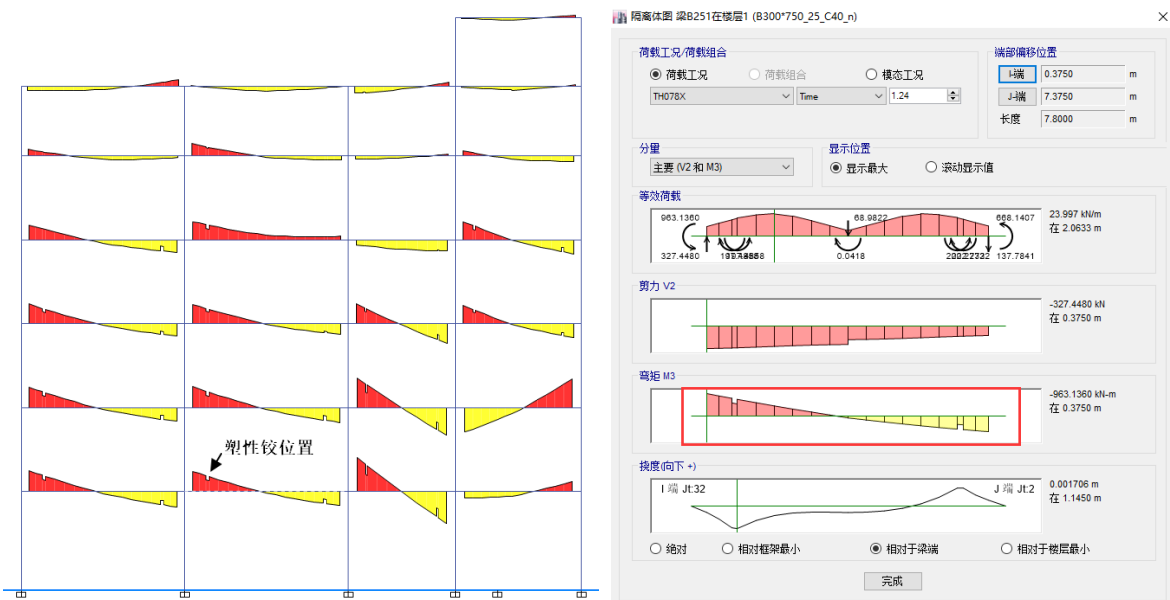 塑性铰位置
隔离体图 梁B251在楼层1 (B300*750_25_C40_n)
荷载工况/荷载组合
荷载工况
荷载组合
模态工况
TH078X
Time
1.24
端部偏移位置
I-端
0.3750
m
J-端
7.3750
m
长度
7.8000
m
分量
主要 (V2 和 M3)
显示位置
显示最大
滚动显示值
等效荷载
963.1360
68.9822
668.1407
327.4480
0.0418
137.7841
23.997 kN/m
在 2.0633 m
剪力 V2
-327.4480 kN
在 0.3750 m
弯矩 M3
-963.1360 kN-m
在 0.3750 m
挠度(向下 +)
I 端 Jt:32
J 端 Jt:2
0.001706 m
在 1.1450 m
绝对
相对框架最小
相对于梁端
相对于楼层最小
完成